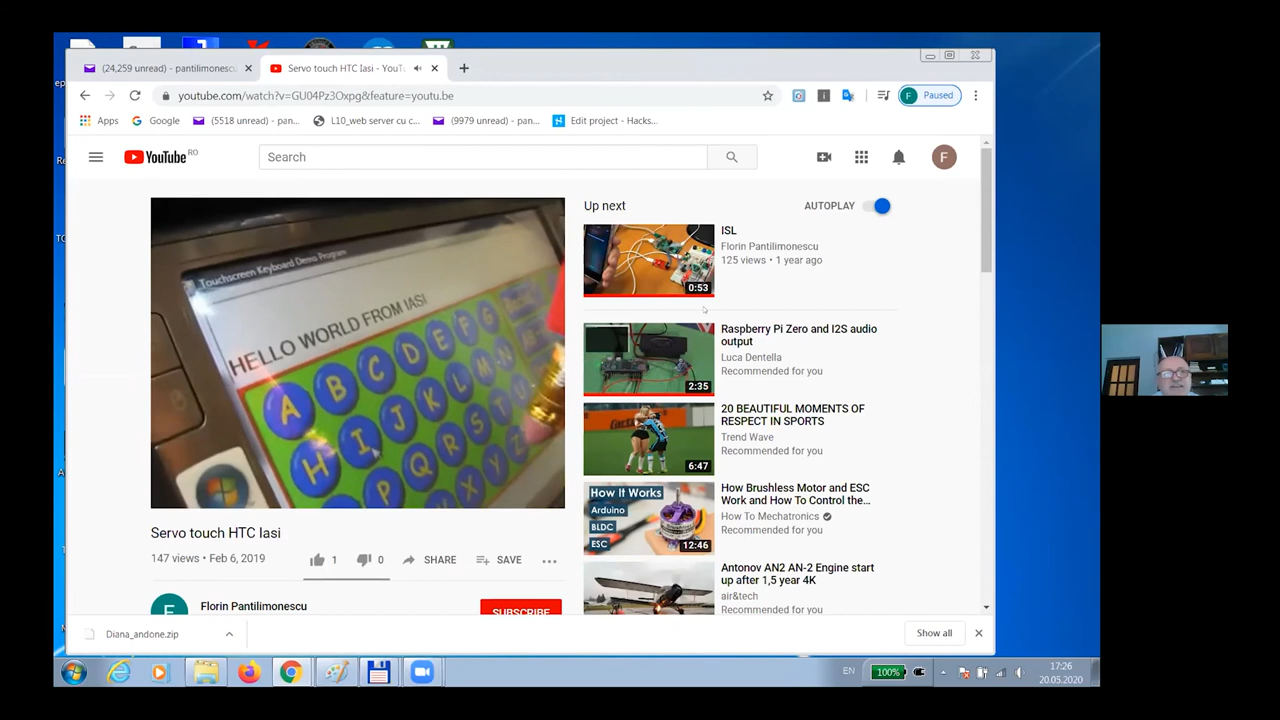 (24,259 unread) - pantilimonescu
Servo touch HTC Iasi - YouTu
youtube.com/watch?v=GU04Pz3Oxpg&feature=youtu.be
Paused
Apps
Google
(5518 unread) - pan...
L10_web server cu c...
(9979 unread) - pan...
Edit project - Hacks...
YouTube RO
Search
F
Touchscreen Keyboard Demo Program
HELLO WORLD FROM IASI
A B C D E F G
H I J L M N
P Q R S T
X Y Z
Up next
AUTOPLAY
ISL
Florin Pantilimonescu
125 views • 1 year ago
0:53
Raspberry Pi Zero and I2S audio
output
Luca Dentella
Recommended for you
2:35
20 BEAUTIFUL MOMENTS OF
RESPECT IN SPORTS
Trend Wave
Recommended for you
6:47
How It Works
Arduino
BLDC
ESC
12:46
How Brushless Motor and ESC
Work and How To Control the...
How To Mechatronics
Recommended for you
Antonov AN2 AN-2 Engine start
up after 1,5 year 4K
air&tech
Recommended for you
Servo touch HTC Iasi
147 views • Feb 6, 2019
1
0
SHARE
SAVE
Florin Pantilimonescu
SUBSCRIBE
Diana_andone.zip
Show all
EN
100%
17:26
20.05.2020